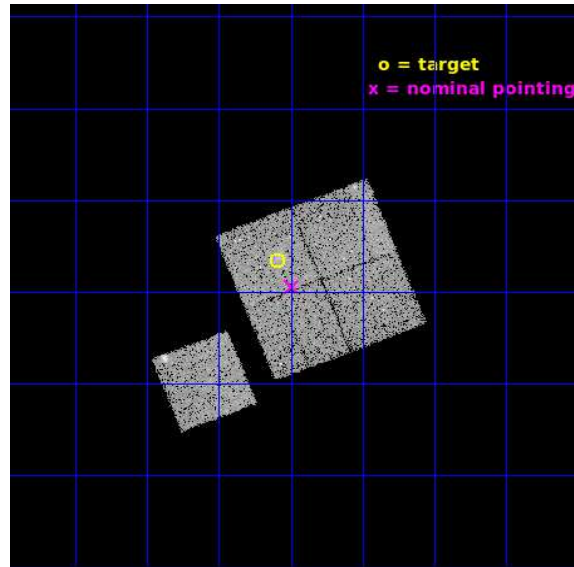 o = target
x = nominal pointing